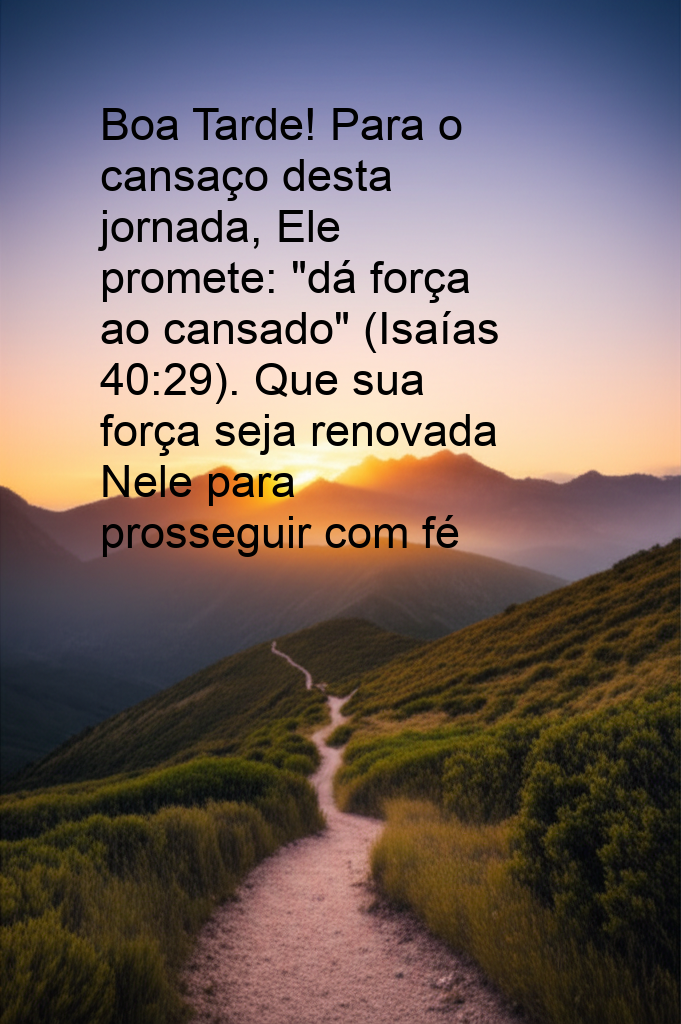 Boa Tarde! Para o
cansaço desta
jornada, Ele
promete: "dá força
ao cansado" (Isaías
40:29). Que sua
força seja renovada
Nele para
prosseguir com fé